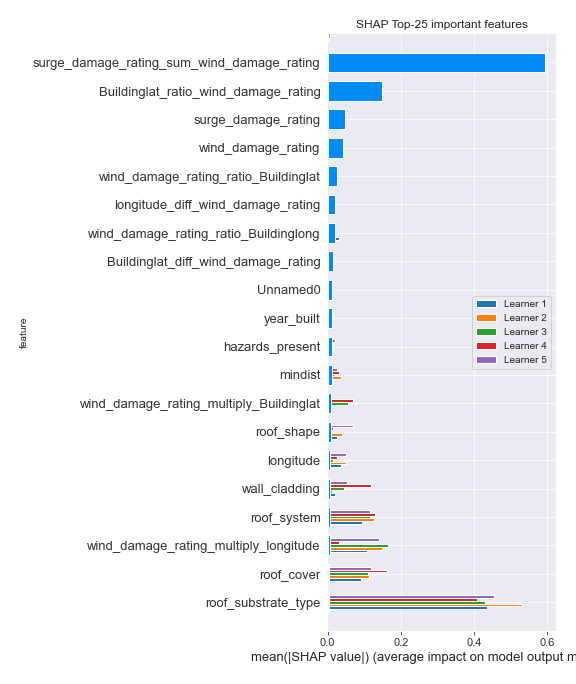 SHAP Top-25 important features
surge_damage_rating_sum_wind_damage_rating
Buildinglat_ratio_wind_damage_rating
surge_damage_rating
wind_damage_rating
wind_damage_rating_ratio_Buildinglat
longitude_diff_wind_damage_rating
wind_damage_rating_ratio_Buildinglong
Buildinglat_diff_wind_damage_rating
Unnamed0
year_built
hazards_present
mindist
wind_damage_rating_multiply_Buildinglat
roof_shape
longitude
wall_cladding
roof_system
wind_damage_rating_multiply_longitude
roof_cover
roof_substrate_type
feature
Learner 1
Learner 2
Learner 3
Learner 4
Learner 5
0.0 0.2 0.4 0.6
mean(|SHAP value|) (average impact on model output m